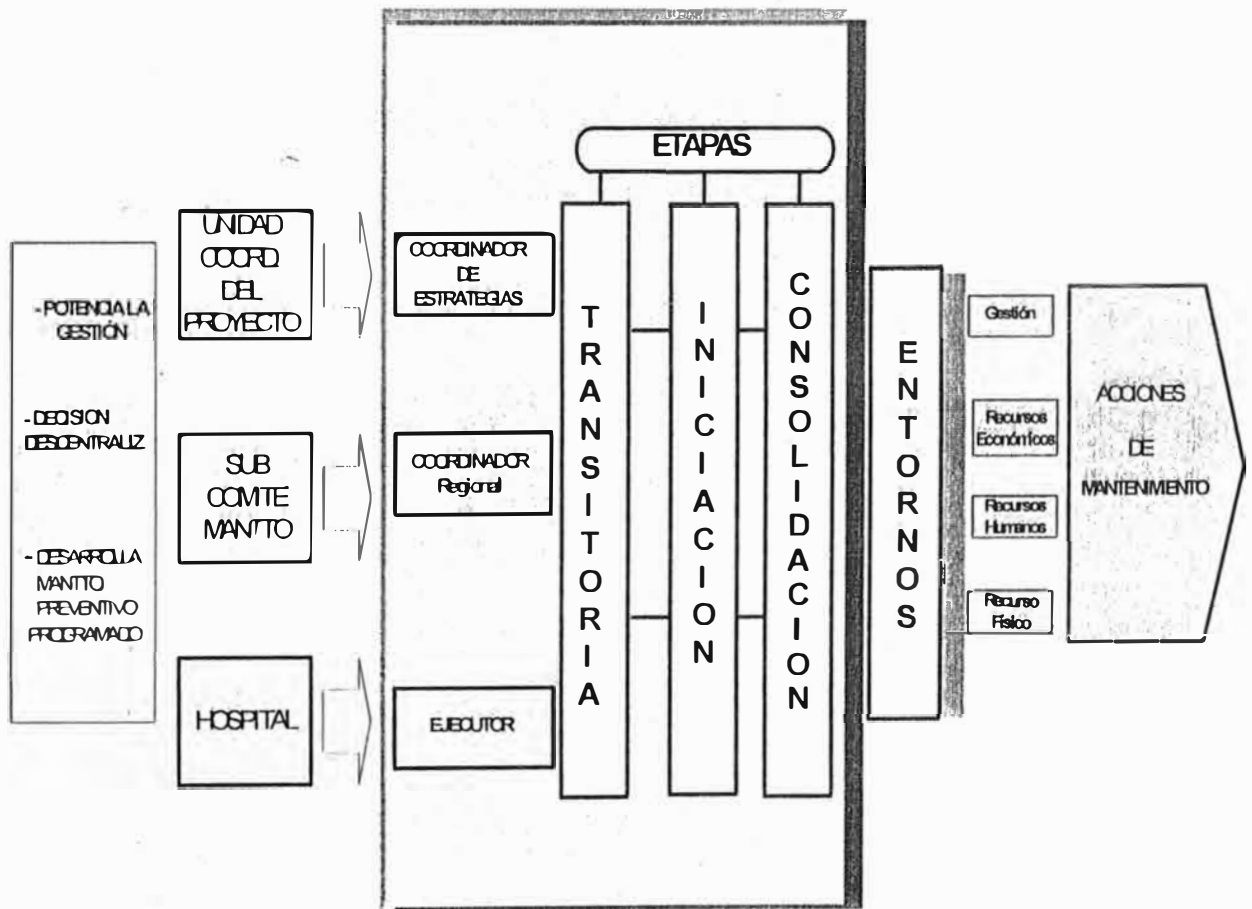 - POTENCIA LA
GESTIÓN
- DECISION
DESCENTRALIZ
- DESARROLLA
MANTTO
PREVENTIVO
PROGRAMADO
UNIDAD
COORD.
DEL
PROYECTO
SUB
COMITÉ
MANTTO
HOSPITAL
COORDINADOR
DE
ESTRATEGIAS
COORDINADOR
Regional
EJECUTOR
ETAPAS
TRANSITORIA
INICIACION
CONSOLIDACION
ENTORNOS
Gestión
Recursos
Económicos
Recursos
Humanos
Recurso
Físico
ACCIONES
DE
MANTENIMIENTO